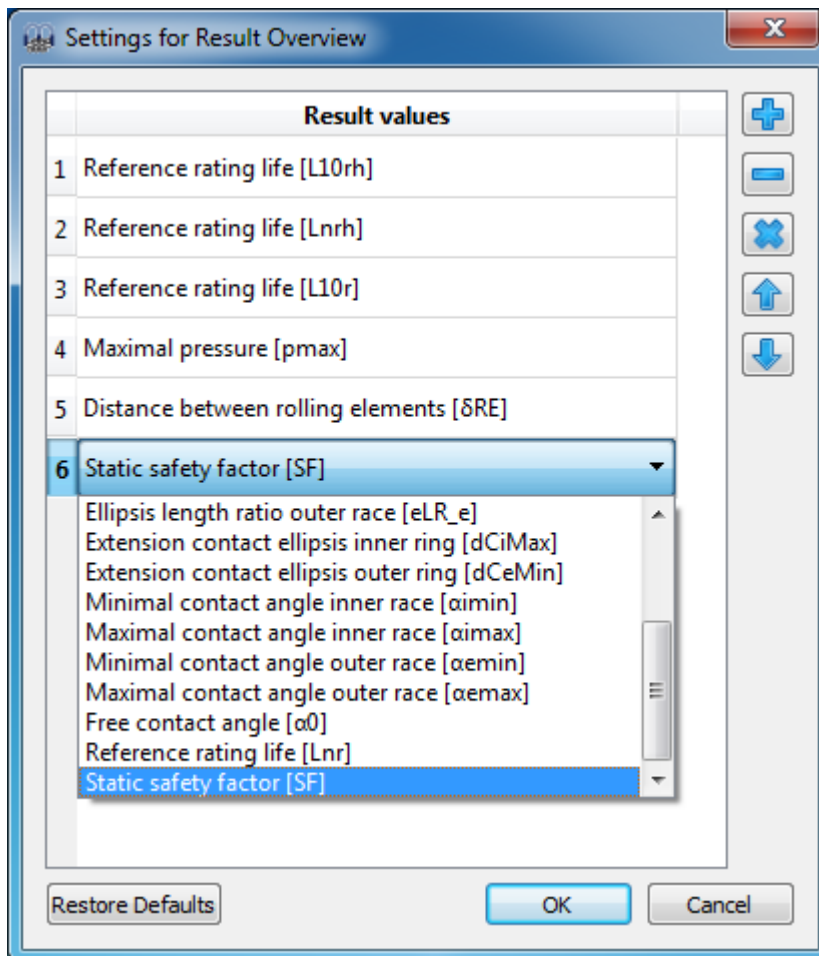 Settings for Result Overview
Result values
1 Reference rating life [L10rh]
2 Reference rating life [Lnrh]
3 Reference rating life [L10r]
4 Maximal pressure [pmax]
5 Distance between rolling elements [δRE]
6 Static safety factor [SF]
Ellipsis length ratio outer race [eLR_e]
Extension contact ellipsis inner ring [dCiMax]
Extension contact ellipsis outer ring [dCeMin]
Minimal contact angle inner race [αimin]
Maximal contact angle inner race [αimax]
Minimal contact angle outer race [αemin]
Maximal contact angle outer race [αemax]
Free contact angle [α0]
Reference rating life [Lnr]
Static safety factor [SF]
Restore Defaults OK Cancel